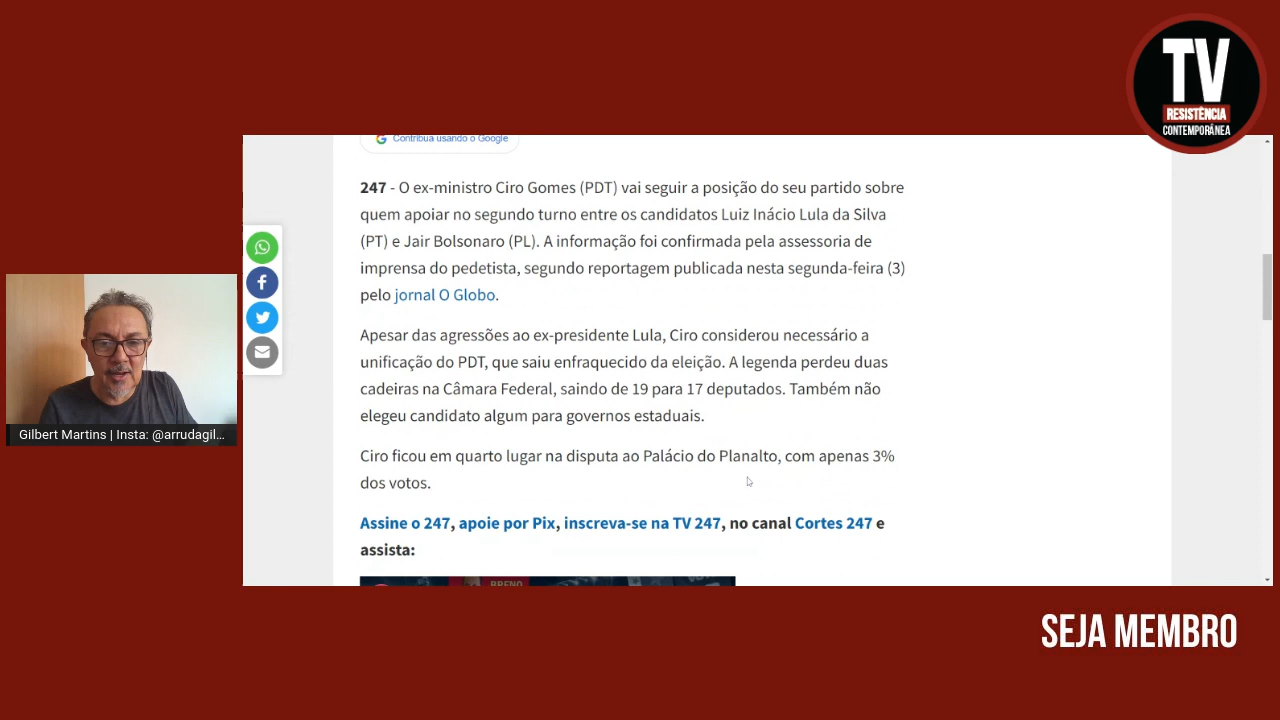 TV
RESISTÊNCIA
CONTEMPORÂNEA
Contribua usando o Google
247 - O ex-ministro Ciro Gomes (PDT) vai seguir a posição do seu partido sobre
quem apoiar no segundo turno entre os candidatos Luiz Inácio Lula da Silva
(PT) e Jair Bolsonaro (PL). A informação foi confirmada pela assessoria de
imprensa do pedetista, segundo reportagem publicada nesta segunda-feira (3)
pelo jornal O Globo.
Apesar das agressões ao ex-presidente Lula, Ciro considerou necessário a
unificação do PDT, que saiu enfraquecido da eleição. A legenda perdeu duas
cadeiras na Câmara Federal, saindo de 19 para 17 deputados. Também não
elegeu candidato algum para governos estaduais.
Ciro ficou em quarto lugar na disputa ao Palácio do Planalto, com apenas 3%
dos votos.
Assine o 247, apoie por Pix, inscreva-se na TV 247, no canal Cortes 247 e
assista:
BRENO
Gilbert Martins | Insta: @arrudagil...
SEJA MEMBRO